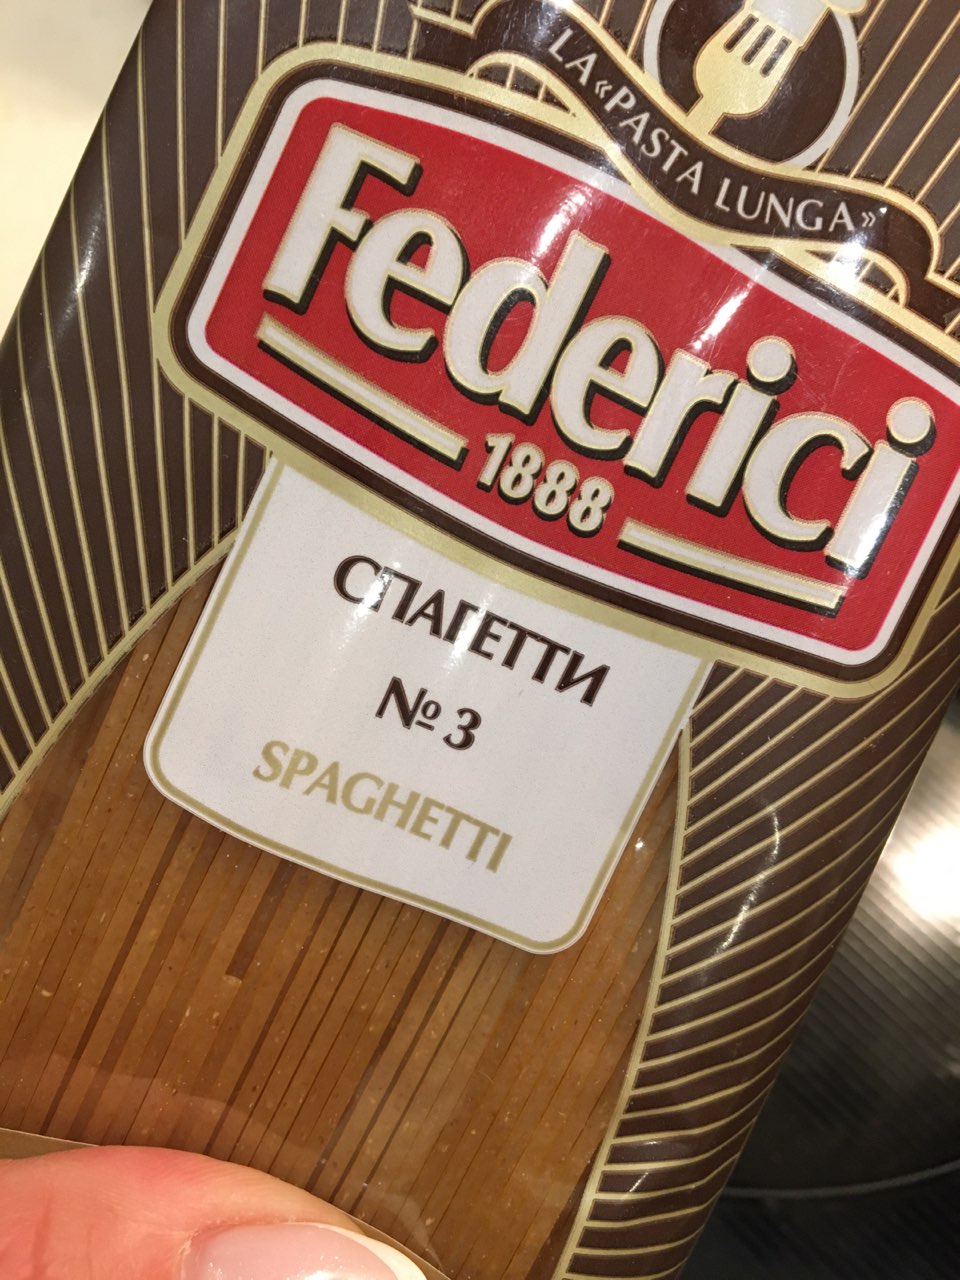 LA «PASTA LUNGA»
Federici
1888
СПАГЕТТИ
№ 3
SPAGHETTI